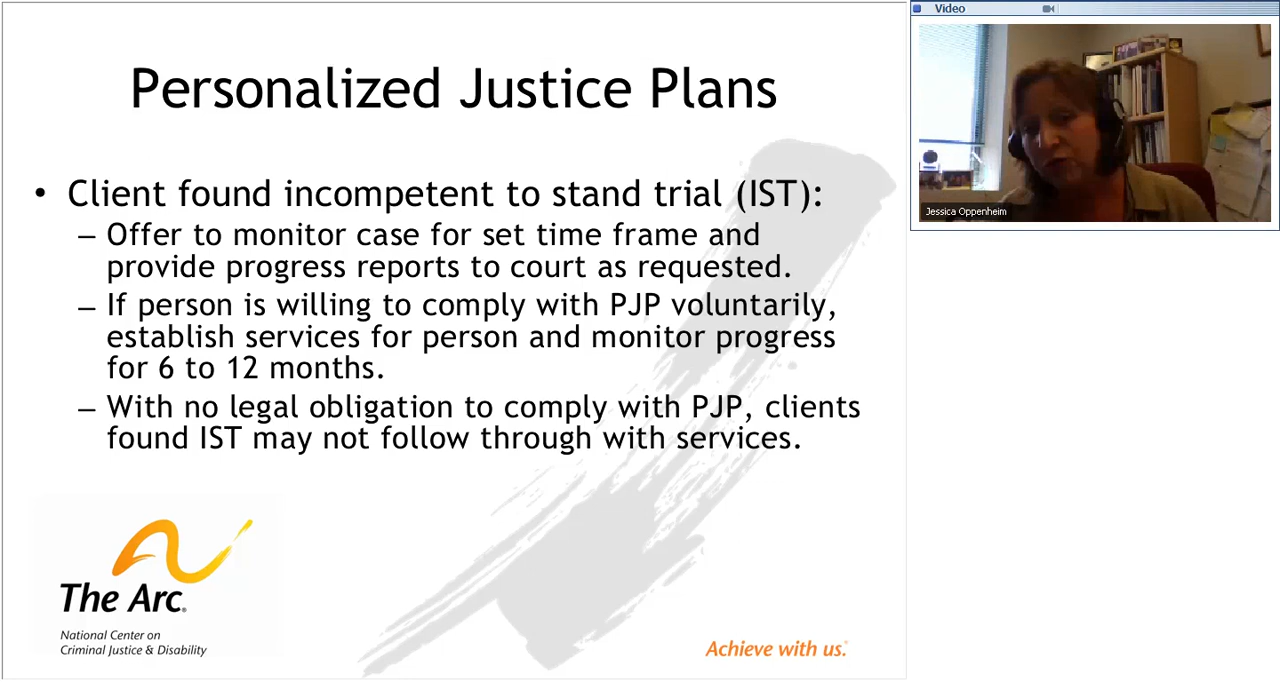 Personalized Justice Plans
• Client found incompetent to stand trial (IST):
– Offer to monitor case for set time frame and
provide progress reports to court as requested.
– If person is willing to comply with PJP voluntarily,
establish services for person and monitor progress
for 6 to 12 months.
– With no legal obligation to comply with PJP, clients
found IST may not follow through with services.
The Arc®
National Center on
Criminal Justice & Disability
Achieve with us.®
Video
Jessica Oppenheim